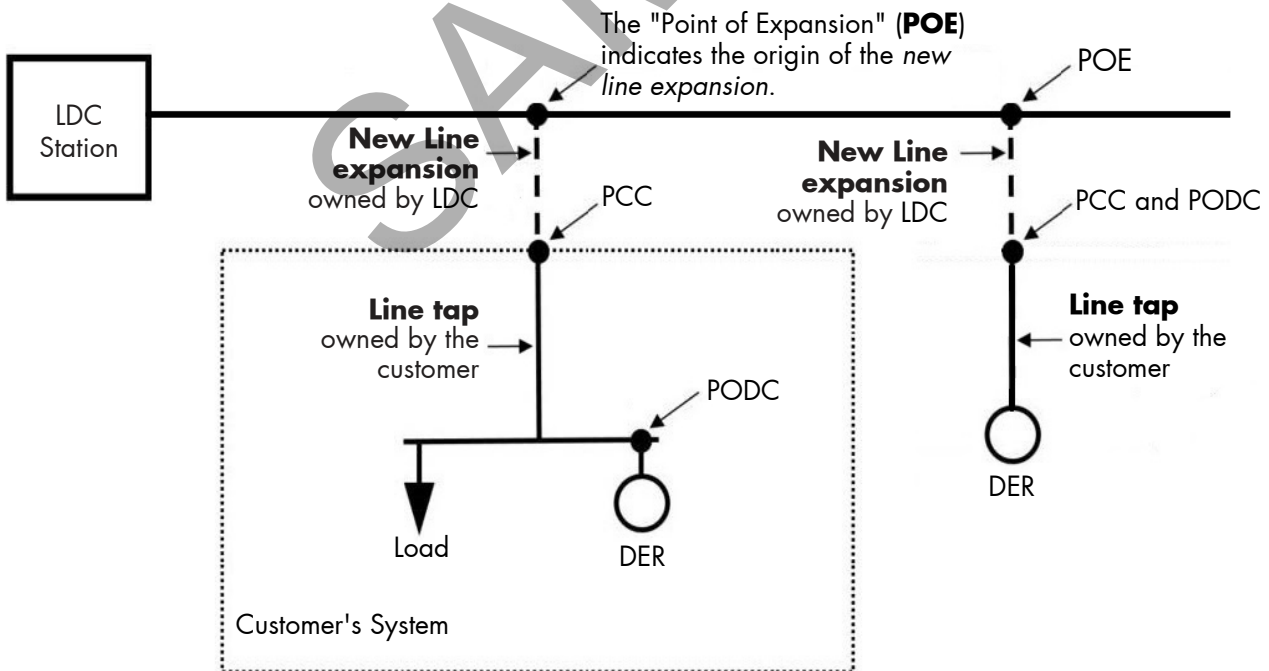 The "Point of Expansion" (POE)
indicates the origin of the new
line expansion.
POE
LDC
Station
New Line
expansion
owned by LDC
PCC
New Line
expansion
owned by LDC
PCC and PODC
Line tap
owned by the
customer
Line tap
owned by the
customer
PODC
Load
DER
DER
Customer's System